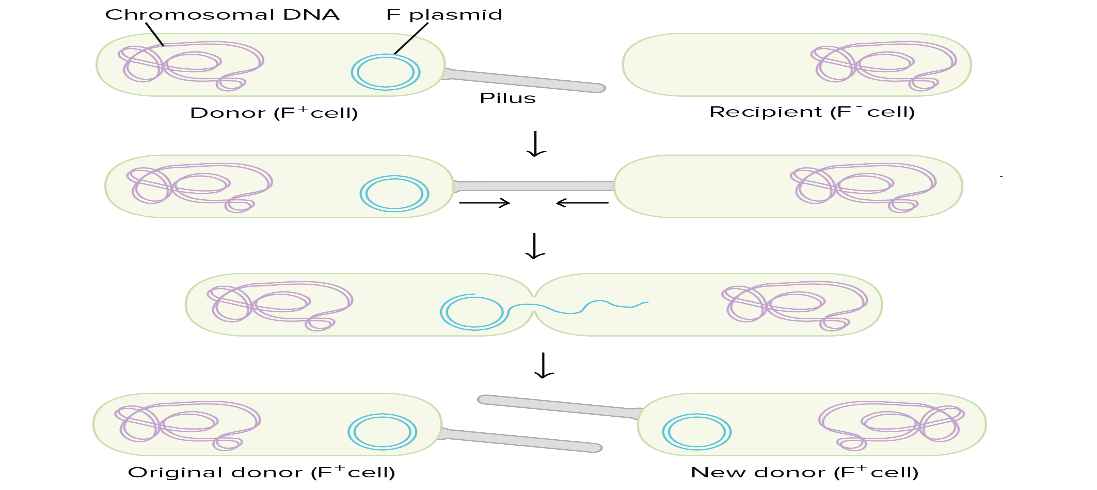 Chromosomal DNA
F plasmid
Pilus
Donor (F⁺cell)
Recipient (F⁻cell)
Original donor (F⁺cell)
New donor (F⁺cell)